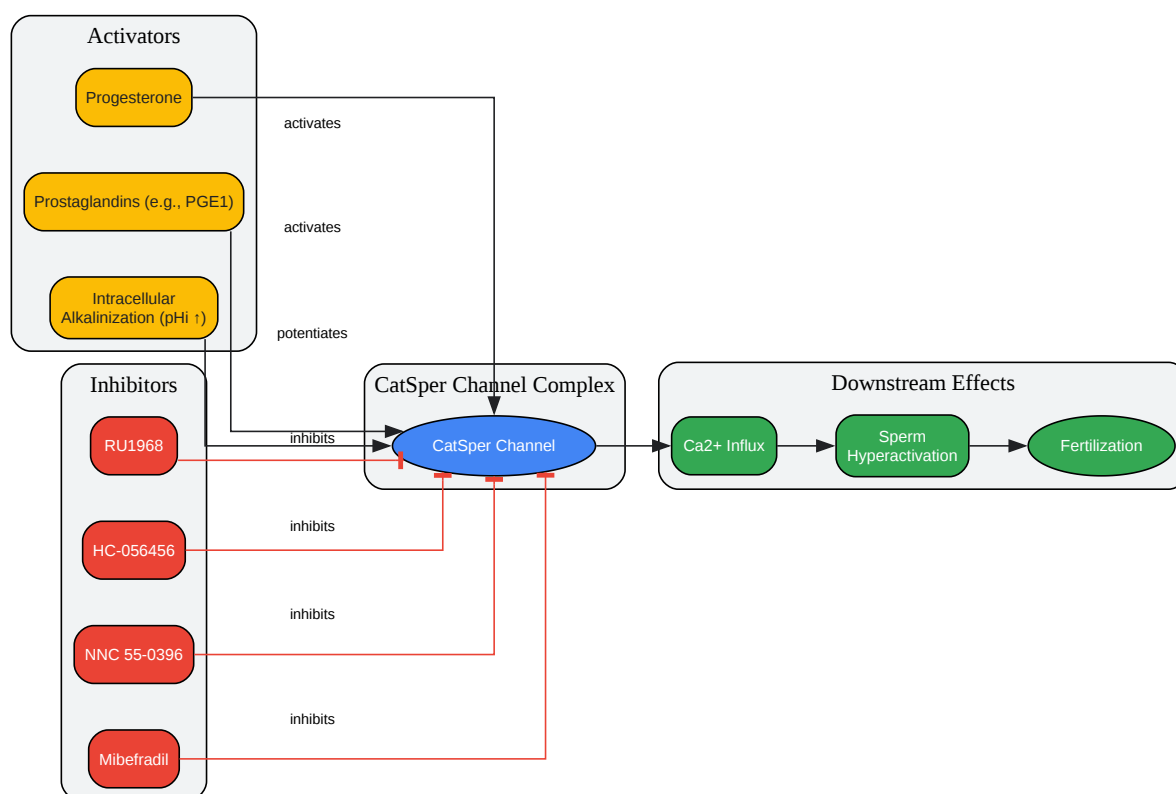 Activators
Progesterone
activates
Prostaglandins (e.g., PGE1)
activates
Intracellular
Alkalinization (pHi ↑)
potentiates
Inhibitors
RU1968
inhibits
HC-056456
inhibits
NNC 55-0396
inhibits
Mibefradil
inhibits
CatSper Channel Complex
CatSper Channel
Downstream Effects
Ca2+ Influx
Sperm
Hyperactivation
Fertilization